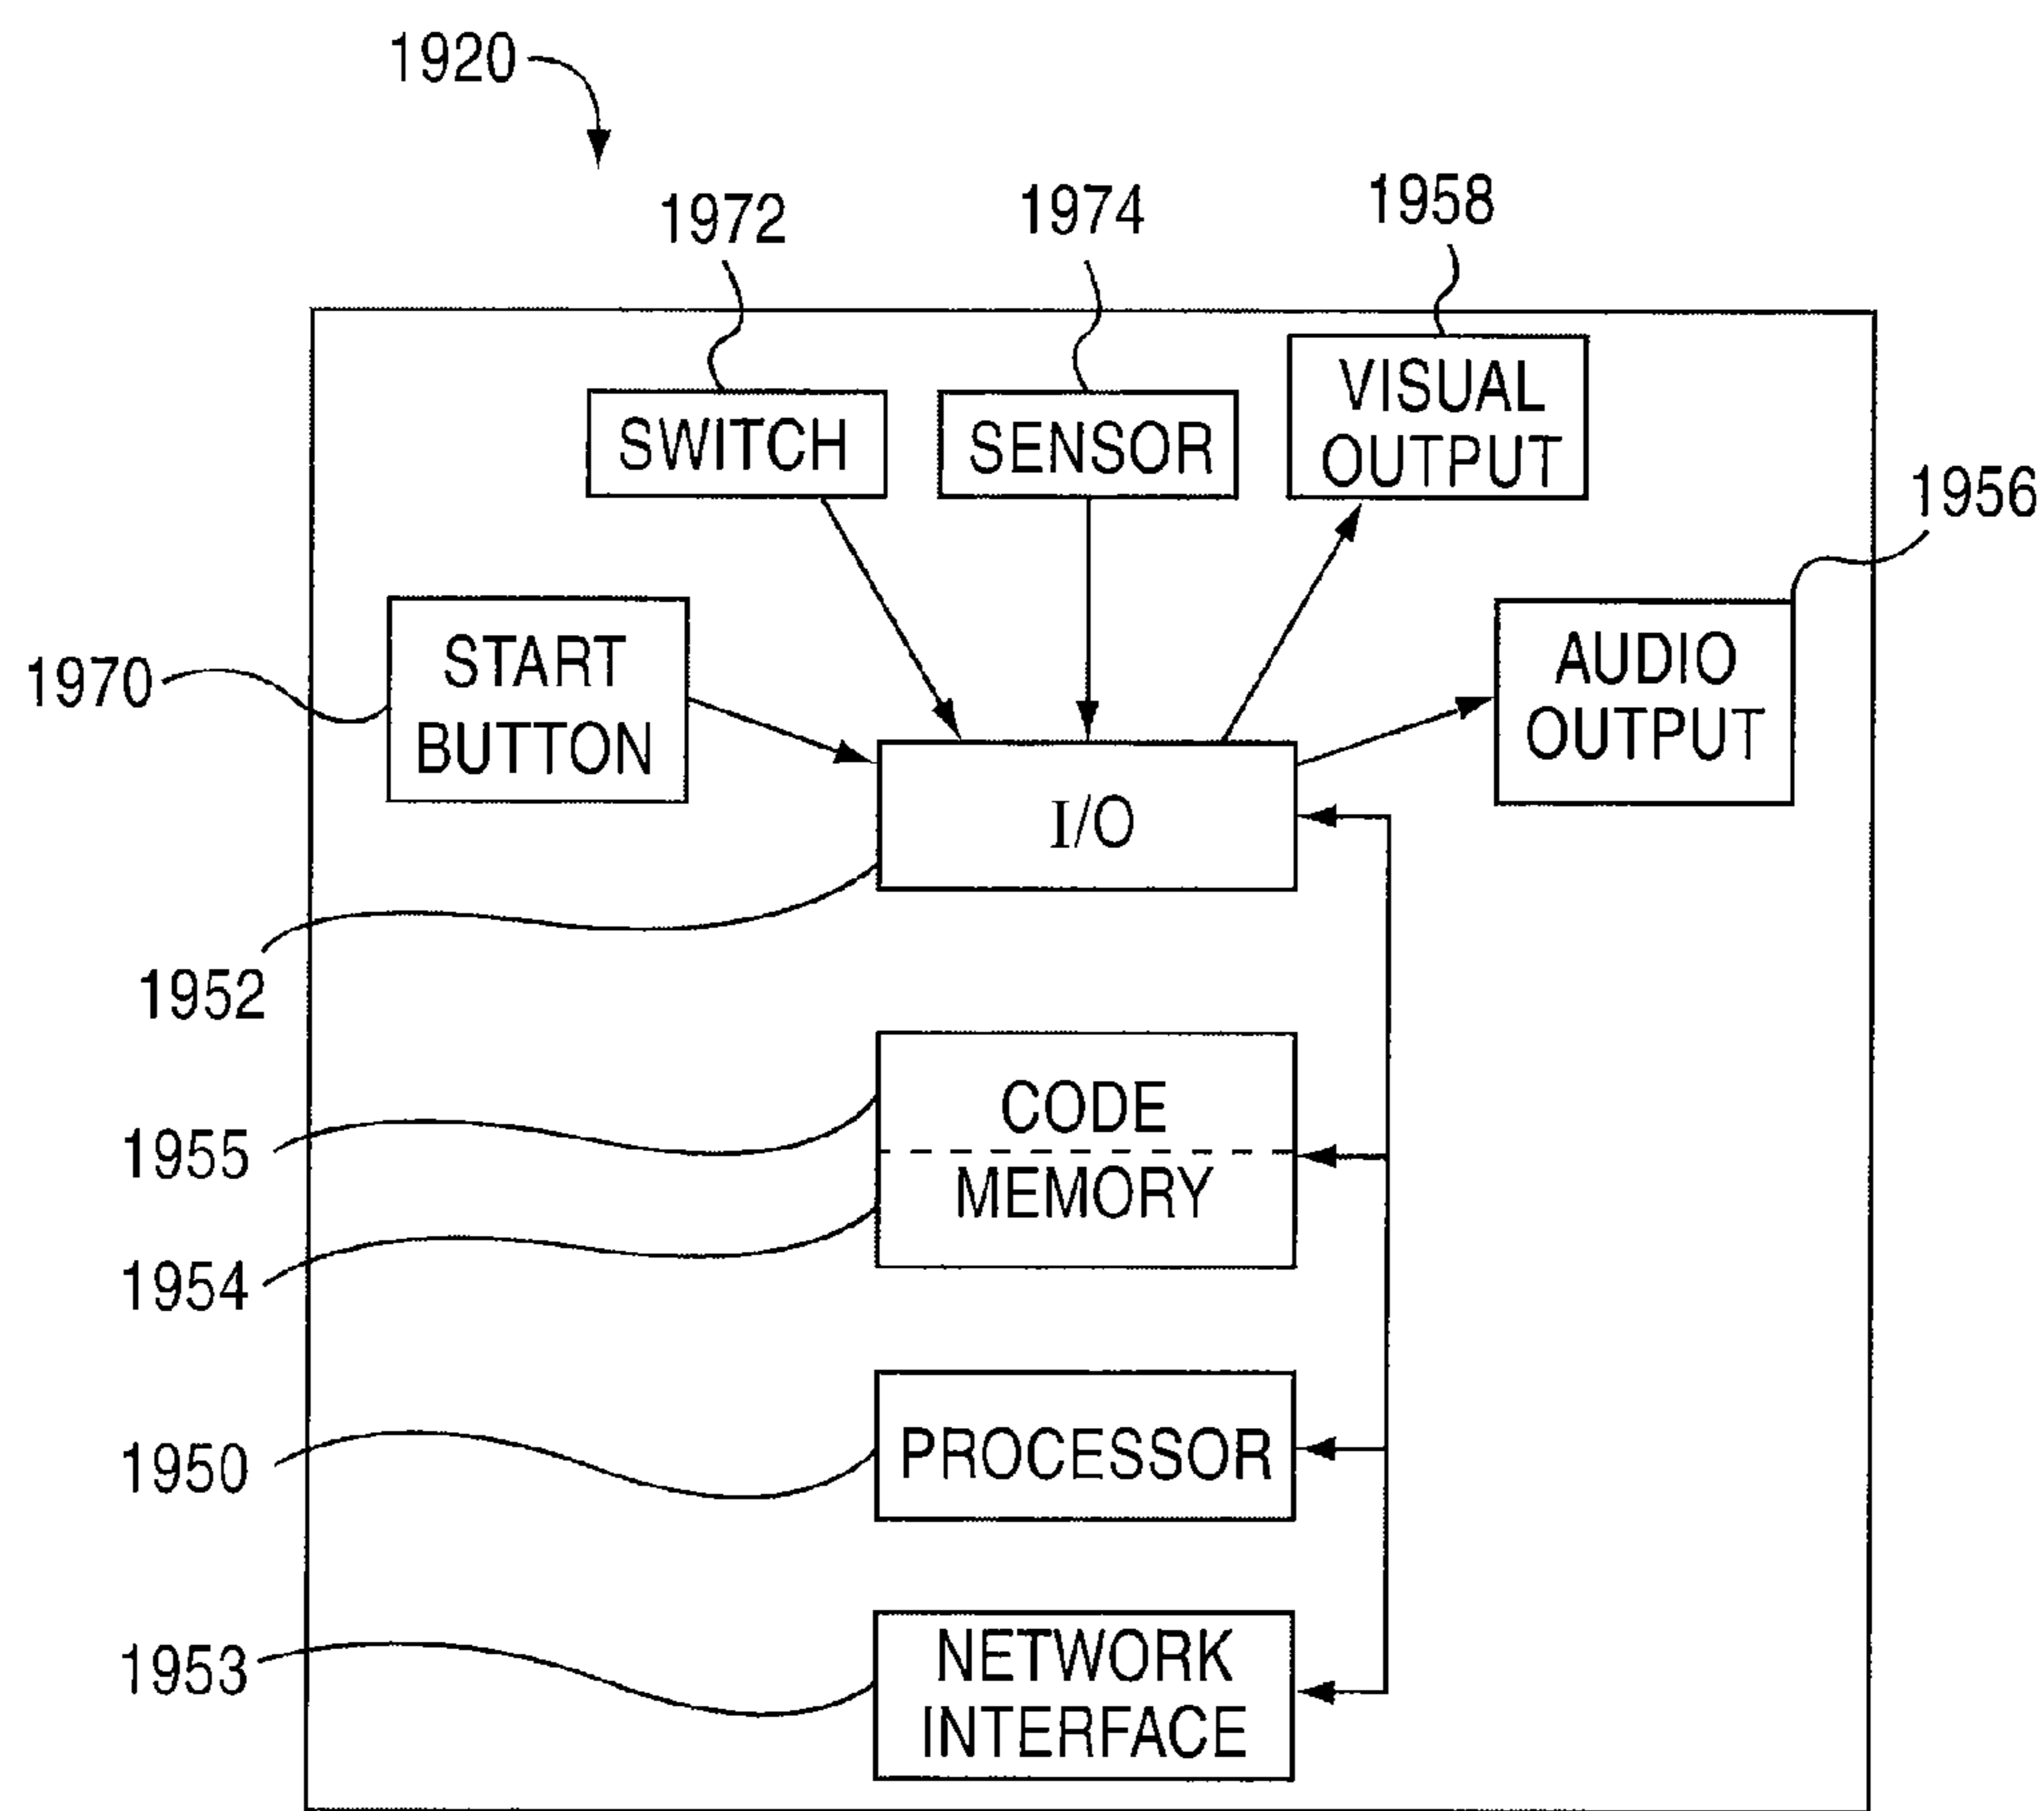 1920
1972
1974
1958
SWITCH
SENSOR
VISUAL
OUTPUT
1956
1970
START
BUTTON
AUDIO
OUTPUT
I/O
1952
CODE
1955
MEMORY
1954
1950
PROCESSOR
1953
NETWORK
INTERFACE